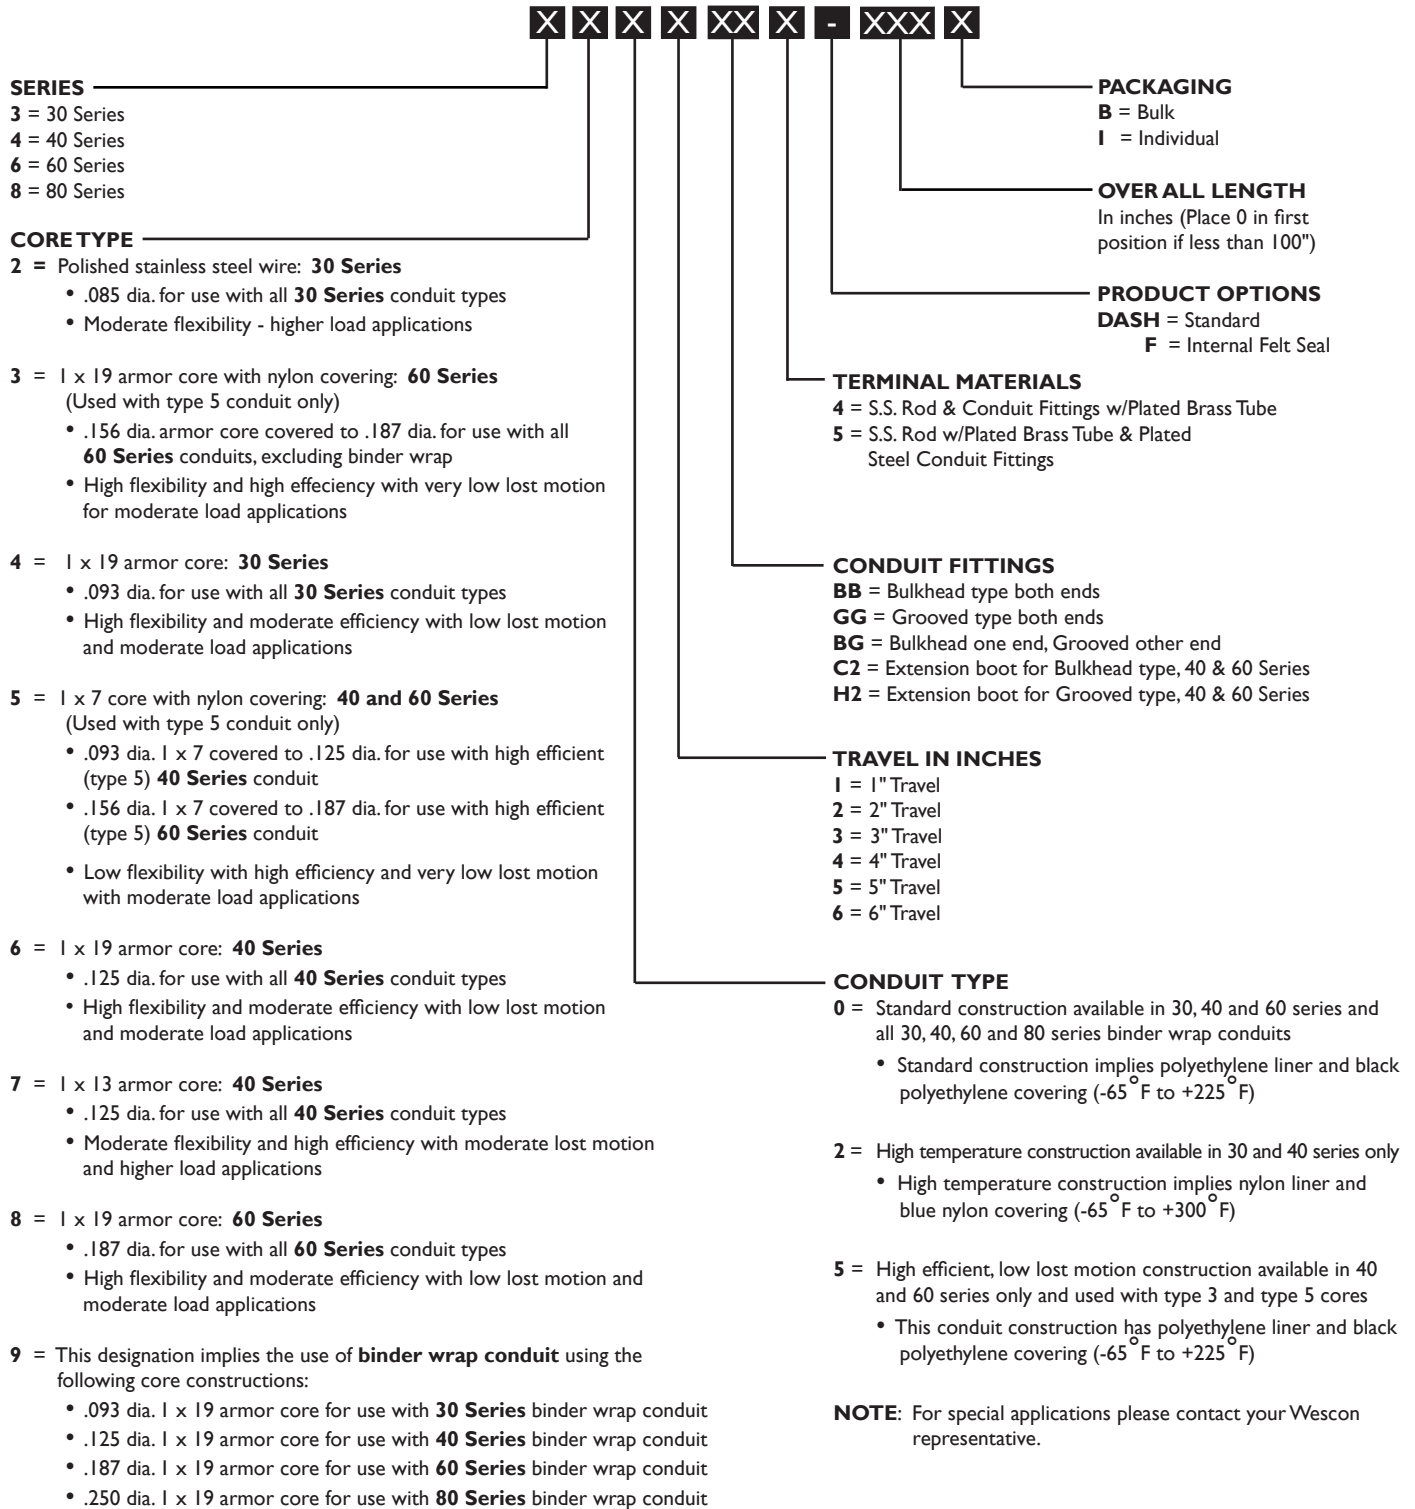 X X X X XX X - XXX X
SERIES
3 = 30 Series
4 = 40 Series
6 = 60 Series
8 = 80 Series
CORE TYPE
2 = Polished stainless steel wire: 30 Series
• .085 dia. for use with all 30 Series conduit types
• Moderate flexibility - higher load applications
3 = 1 x 19 armor core with nylon covering: 60 Series
(Used with type 5 conduit only)
• .156 dia. armor core covered to .187 dia. for use with all
60 Series conduits, excluding binder wrap
• High flexibility and high effeciency with very low lost motion
for moderate load applications
4 = 1 x 19 armor core: 30 Series
• .093 dia. for use with all 30 Series conduit types
• High flexibility and moderate efficiency with low lost motion
and moderate load applications
5 = 1 x 7 core with nylon covering: 40 and 60 Series
(Used with type 5 conduit only)
• .093 dia. 1 x 7 covered to .125 dia. for use with high efficient
(type 5) 40 Series conduit
• .156 dia. 1 x 7 covered to .187 dia. for use with high efficient
(type 5) 60 Series conduit
• Low flexibility with high efficiency and very low lost motion
with moderate load applications
6 = 1 x 19 armor core: 40 Series
• .125 dia. for use with all 40 Series conduit types
• High flexibility and moderate efficiency with low lost motion
and moderate load applications
7 = 1 x 13 armor core: 40 Series
• .125 dia. for use with all 40 Series conduit types
• Moderate flexibility and high efficiency with moderate lost motion
and higher load applications
8 = 1 x 19 armor core: 60 Series
• .187 dia. for use with all 60 Series conduit types
• High flexibility and moderate efficiency with low lost motion and
moderate load applications
9 = This designation implies the use of binder wrap conduit using the
following core constructions:
• .093 dia. 1 x 19 armor core for use with 30 Series binder wrap conduit
• .125 dia. 1 x 19 armor core for use with 40 Series binder wrap conduit
• .187 dia. 1 x 19 armor core for use with 60 Series binder wrap conduit
• .250 dia. 1 x 19 armor core for use with 80 Series binder wrap conduit
PACKAGING
B = Bulk
I = Individual
OVER ALL LENGTH
In inches (Place 0 in first
position if less than 100")
PRODUCT OPTIONS
DASH = Standard
F = Internal Felt Seal
TERMINAL MATERIALS
4 = S.S. Rod & Conduit Fittings w/Plated Brass Tube
5 = S.S. Rod w/Plated Brass Tube & Plated
Steel Conduit Fittings
CONDUIT FITTINGS
BB = Bulkhead type both ends
GG = Grooved type both ends
BG = Bulkhead one end, Grooved other end
C2 = Extension boot for Bulkhead type, 40 & 60 Series
H2 = Extension boot for Grooved type, 40 & 60 Series
TRAVEL IN INCHES
1 = 1" Travel
2 = 2" Travel
3 = 3" Travel
4 = 4" Travel
5 = 5" Travel
6 = 6" Travel
CONDUIT TYPE
0 = Standard construction available in 30, 40 and 60 series and
all 30, 40, 60 and 80 series binder wrap conduits
• Standard construction implies polyethylene liner and black
polyethylene covering (-65°F to +225°F)
2 = High temperature construction available in 30 and 40 series only
• High temperature construction implies nylon liner and
blue nylon covering (-65°F to +300°F)
5 = High efficient, low lost motion construction available in 40
and 60 series only and used with type 3 and type 5 cores
• This conduit construction has polyethylene liner and black
polyethylene covering (-65°F to +225°F)
NOTE: For special applications please contact your Wescon
representative.